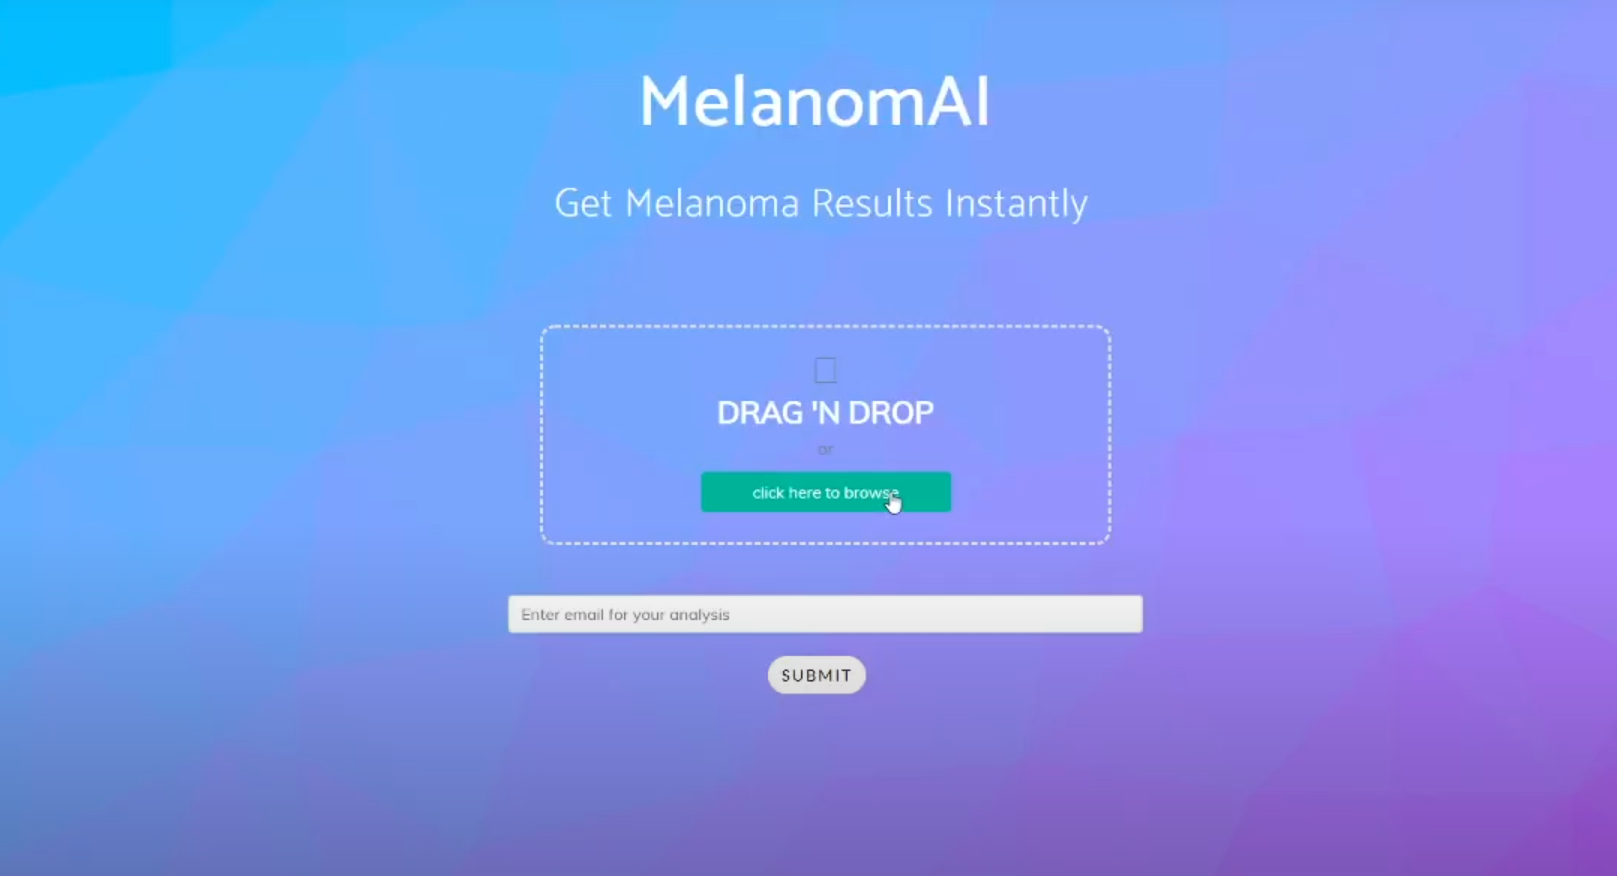 MelanomAI
Get Melanoma Results Instantly
DRAG 'N DROP
or
click here to browse
Enter email for your analysis
SUBMIT